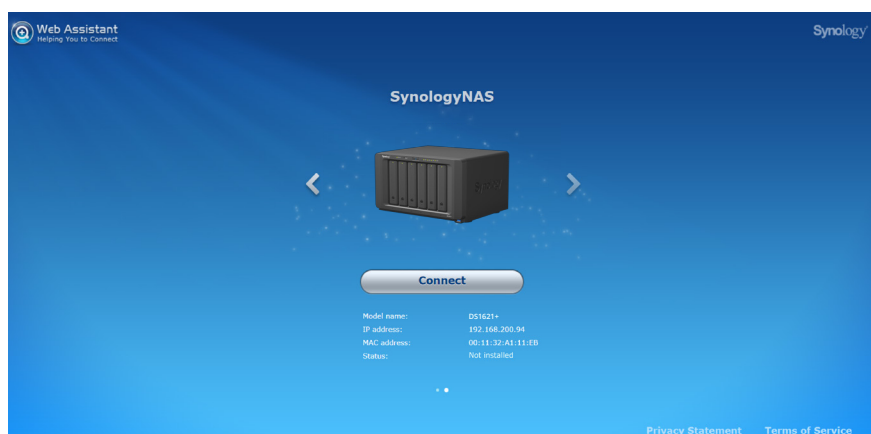 Web Assistant
Helping You to Connect
Synology
SynologyNAS
Connect
Model name: DS1621+
IP address: 192.168.200.94
MAC address: 00:11:32:A1:11:EB
Status: Not installed
Privacy Statement Terms of Service